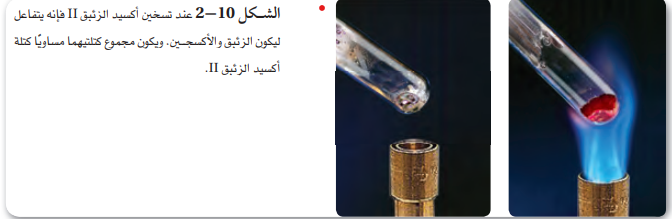 الشكل 10-2 عند تسخين أكسيد الزئبق II فإنه يتفاعل
ليكون الزئبق والأكسجين. ويكون مجموع كتلتيهما مساويًا كتلة
أكسيد الزئبق II.